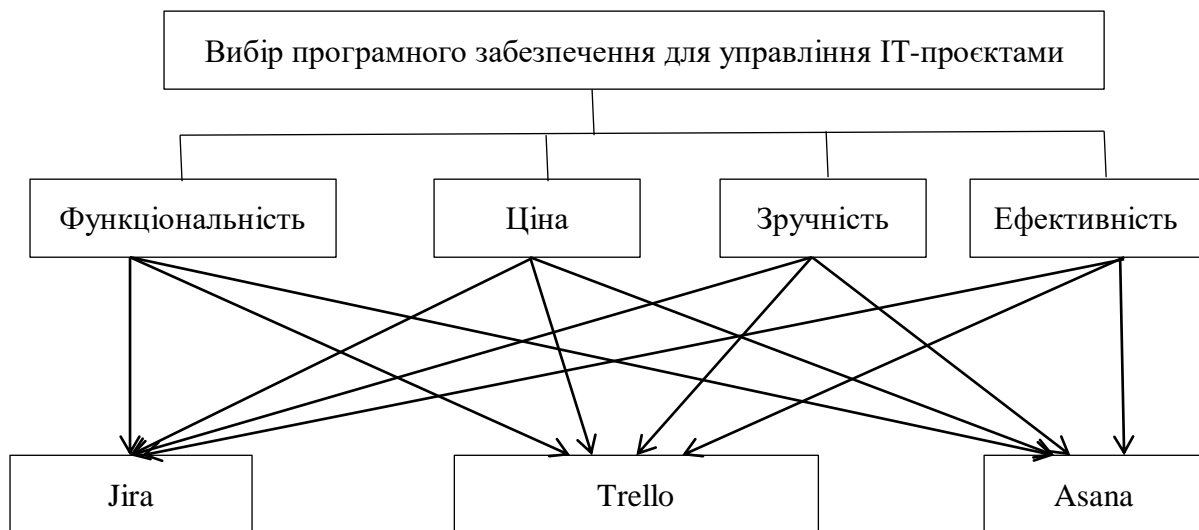 Вибір програмного забезпечення для управління ІТ-проєктами
Функціональність
Ціна
Зручність
Ефективність
Jira
Trello
Asana